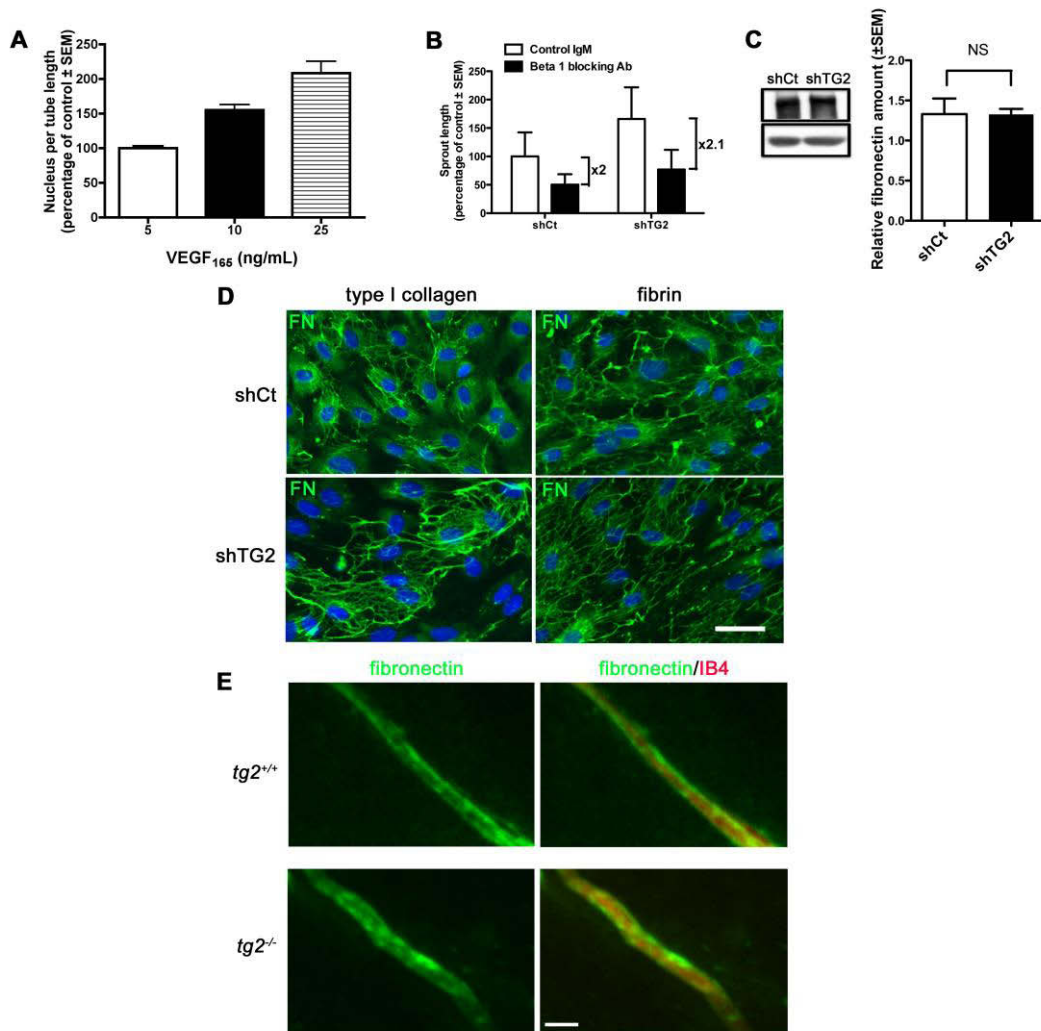 A
Nucleus per tube length
(percentage of control ± SEM)
250
200
150
100
50
0
5
10
25
VEGF165 (ng/mL)
B
Control IgM
Beta 1 blocking Ab
Sprout length
(percentage of control ± SEM)
250
200
150
100
50
0
x2
x2.1
shCt
shTG2
C
shCt shTG2
Relative fibronectin amount (±SEM)
2.0
1.5
1.0
0.5
0.0
NS
shCt
shTG2
D
type I collagen
fibrin
shCt
FN
FN
shTG2
FN
FN
E
fibronectin
fibronectin/IB4
tg2+/+
tg2-/-